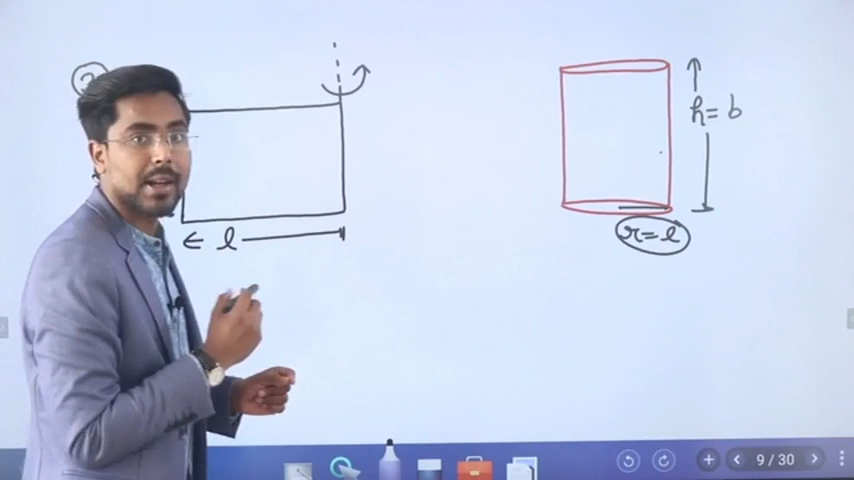 h = b
l
r = l
9 / 30